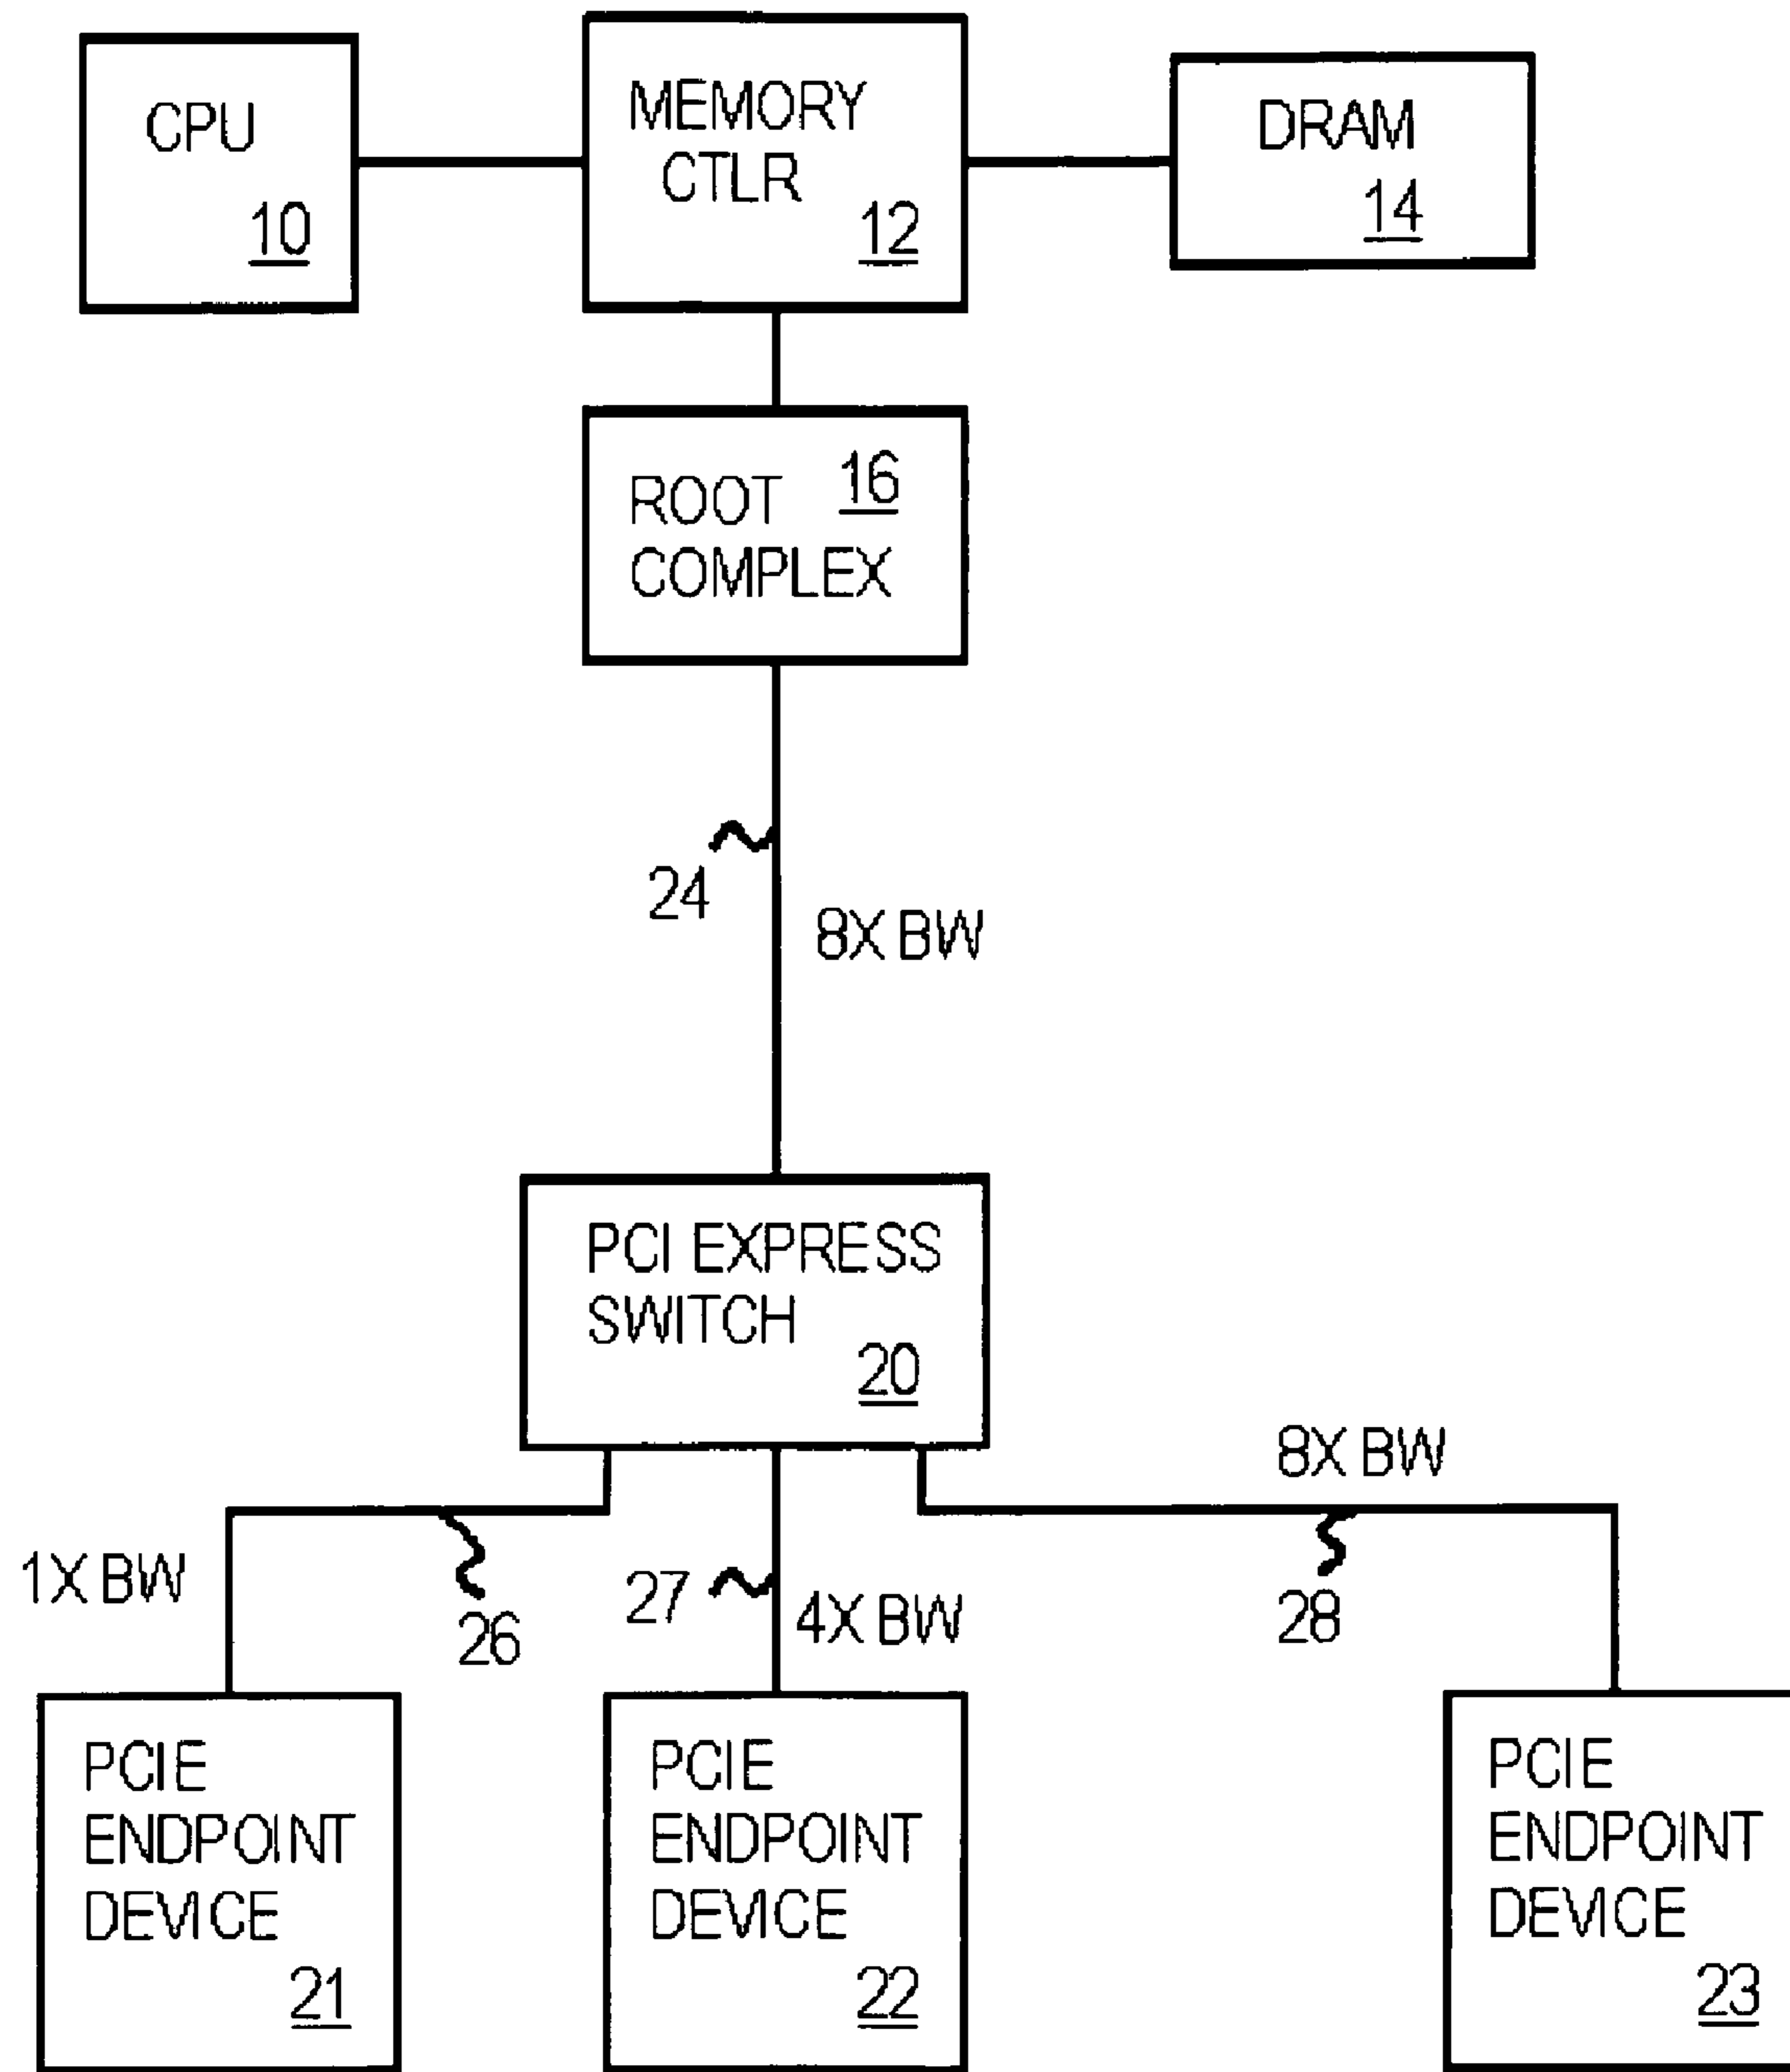 CPU
10
MEMORY
CTLR
12
DRAM
14
16
ROOT
COMPLEX
24
8X BW
PCI EXPRESS
SWITCH
20
8X BW
1X BW
26
27
4X BW
28
PCIE
ENDPOINT
DEVICE
21
PCIE
ENDPOINT
DEVICE
22
PCIE
ENDPOINT
DEVICE
23